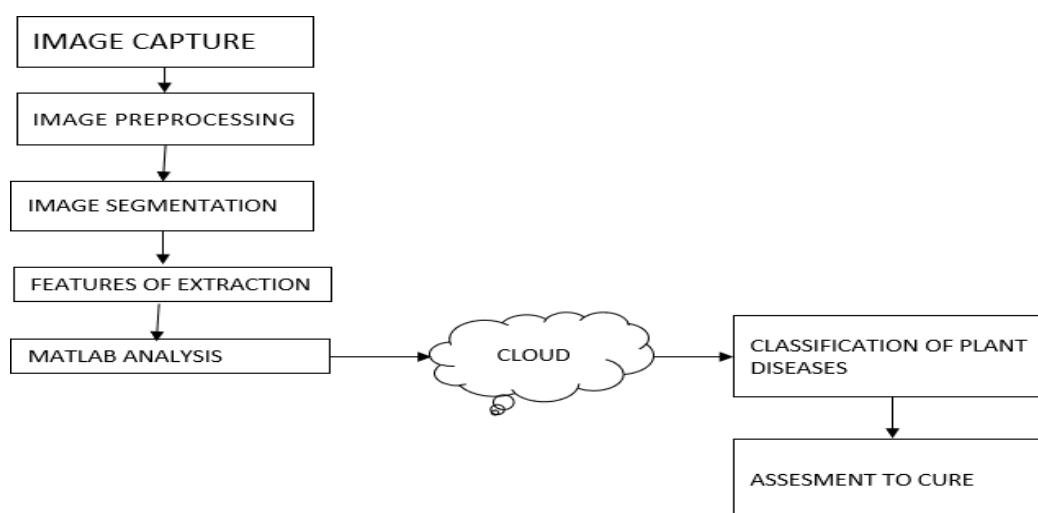 IMAGE CAPTURE
IMAGE PREPROCESSING
IMAGE SEGMENTATION
FEATURES OF EXTRACTION
MATLAB ANALYSIS
CLOUD
CLASSIFICATION OF PLANT
DISEASES
ASSESMENT TO CURE